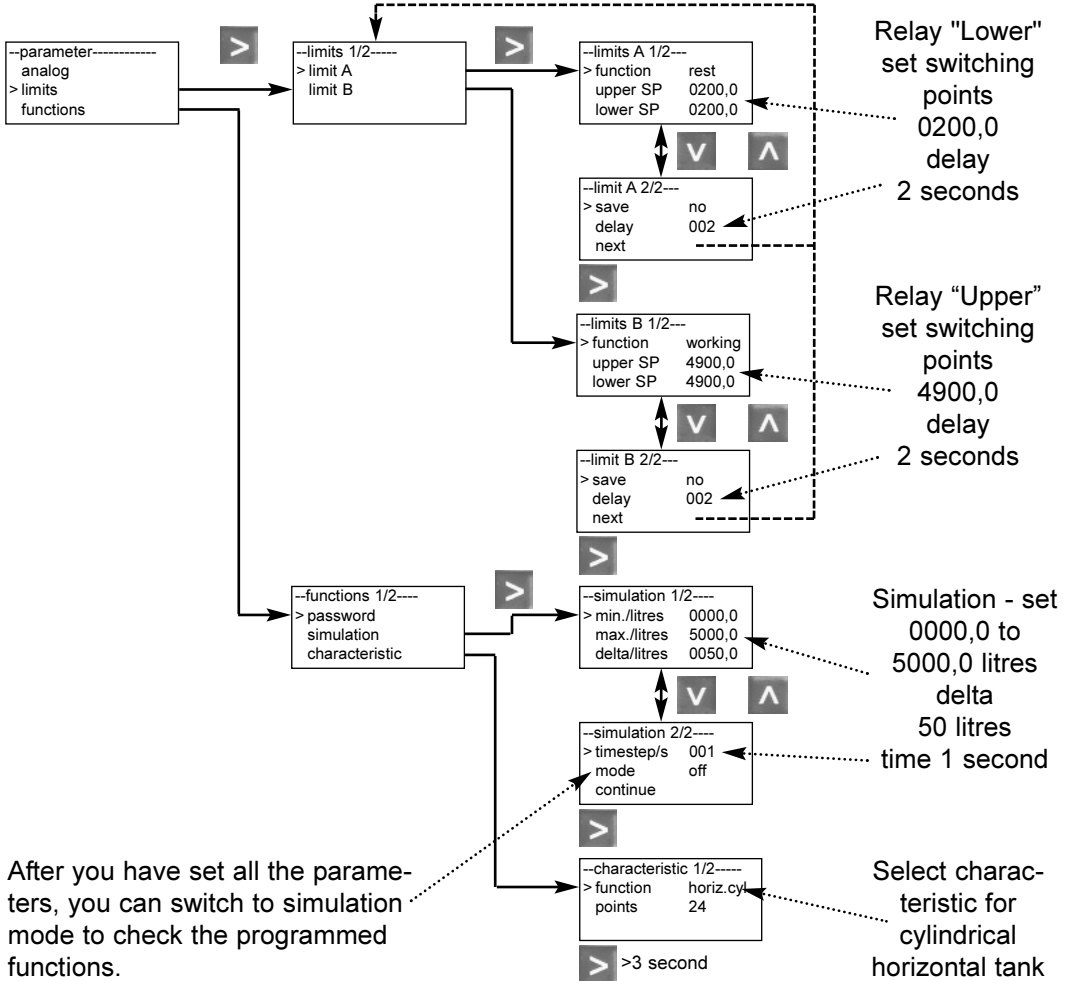 --parameter------------
analog
> limits
functions
>
--limits 1/2-----
> limit A
limit B
>
--limits A 1/2---
> function rest
upper SP 0200,0
lower SP 0200,0
V Λ
--limit A 2/2---
> save no
delay 002
next
>
Relay "Lower"
set switching
points
0200,0
delay
2 seconds
--limits B 1/2---
> function working
upper SP 4900,0
lower SP 4900,0
V Λ
--limit B 2/2---
> save no
delay 002
next
>
Relay “Upper”
set switching
points
4900,0
delay
2 seconds
--functions 1/2----
> password
simulation
characteristic
>
--simulation 1/2----
> min./litres 0000,0
max./litres 5000,0
delta/litres 0050,0
V Λ
--simulation 2/2----
> timestep/s 001
mode off
continue
>
Simulation - set
0000,0 to
5000,0 litres
delta
50 litres
time 1 second
After you have set all the parame-
ters, you can switch to simulation
mode to check the programmed
functions.
--characteristic 1/2-----
> function horiz.cyl
points 24
> >3 second
Select charac-
teristic for
cylindrical
horizontal tank